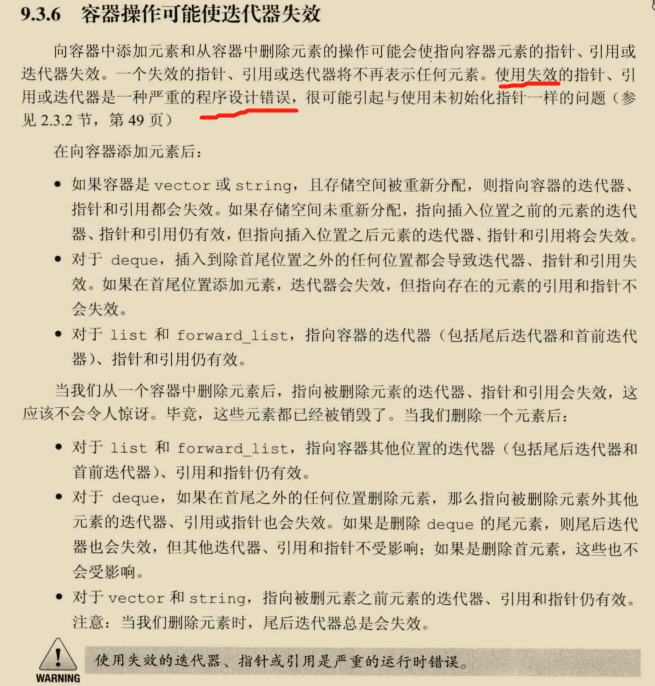 9.3.6 容器操作可能使迭代器失效
向容器中添加元素和从容器中删除元素的操作可能会使指向容器元素的指针、引用或
迭代器失效。一个失效的指针、引用或迭代器将不再表示任何元素。使用失效的指针、引
用或迭代器是一种严重的程序设计错误，很可能引起与使用未初始化指针一样的问题（参
见 2.3.2 节，第 49 页）
在向容器添加元素后：
● 如果容器是 vector 或 string，且存储空间被重新分配，则指向容器的迭代器、
指针和引用都会失效。如果存储空间未重新分配，指向插入位置之前的元素的迭代
器、指针和引用仍有效，但指向插入位置之后元素的迭代器、指针和引用将会失效。
● 对于 deque，插入到除首尾位置之外的任何位置都会导致迭代器、指针和引用失
效。如果在首尾位置添加元素，迭代器会失效，但指向存在的元素的引用和指针不
会失效。
● 对于 list 和 forward_list，指向容器的迭代器（包括尾后迭代器和首前迭代
器）、指针和引用仍有效。
当我们从一个容器中删除元素后，指向被删除元素的迭代器、指针和引用会失效，这
应该不会令人惊讶。毕竟，这些元素都已经被销毁了。当我们删除一个元素后：
● 对于 list 和 forward_list，指向容器其他位置的迭代器（包括尾后迭代器和
首前迭代器）、引用和指针仍有效。
● 对于 deque，如果在首尾之外的任何位置删除元素，那么指向被删除元素外其他
元素的迭代器、引用或指针也会失效。如果是删除 deque 的尾元素，则尾后迭代
器也会失效，但其他迭代器、引用和指针不受影响；如果是删除首元素，这些也不
会受影响。
● 对于 vector 和 string，指向被删元素之前元素的迭代器、引用和指针仍有效。
注意：当我们删除元素时，尾后迭代器总是会失效。
使用失效的迭代器、指针或引用是严重的运行时错误。
WARNING